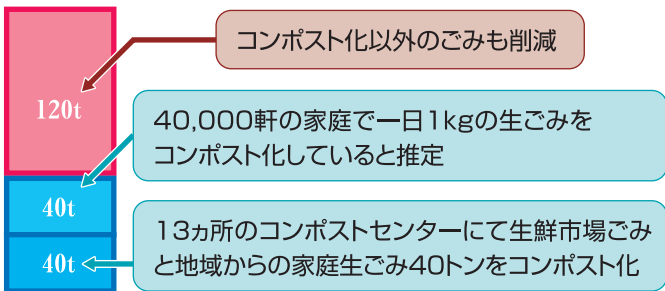 コンポスト化以外のごみも削減
120t
40,000軒の家庭で一日1kgの生ごみを
コンポスト化していると推定
40t
13ヵ所のコンポストセンターにて生鮮市場ごみ
と地域からの家庭生ごみ40トンをコンポスト化
40t